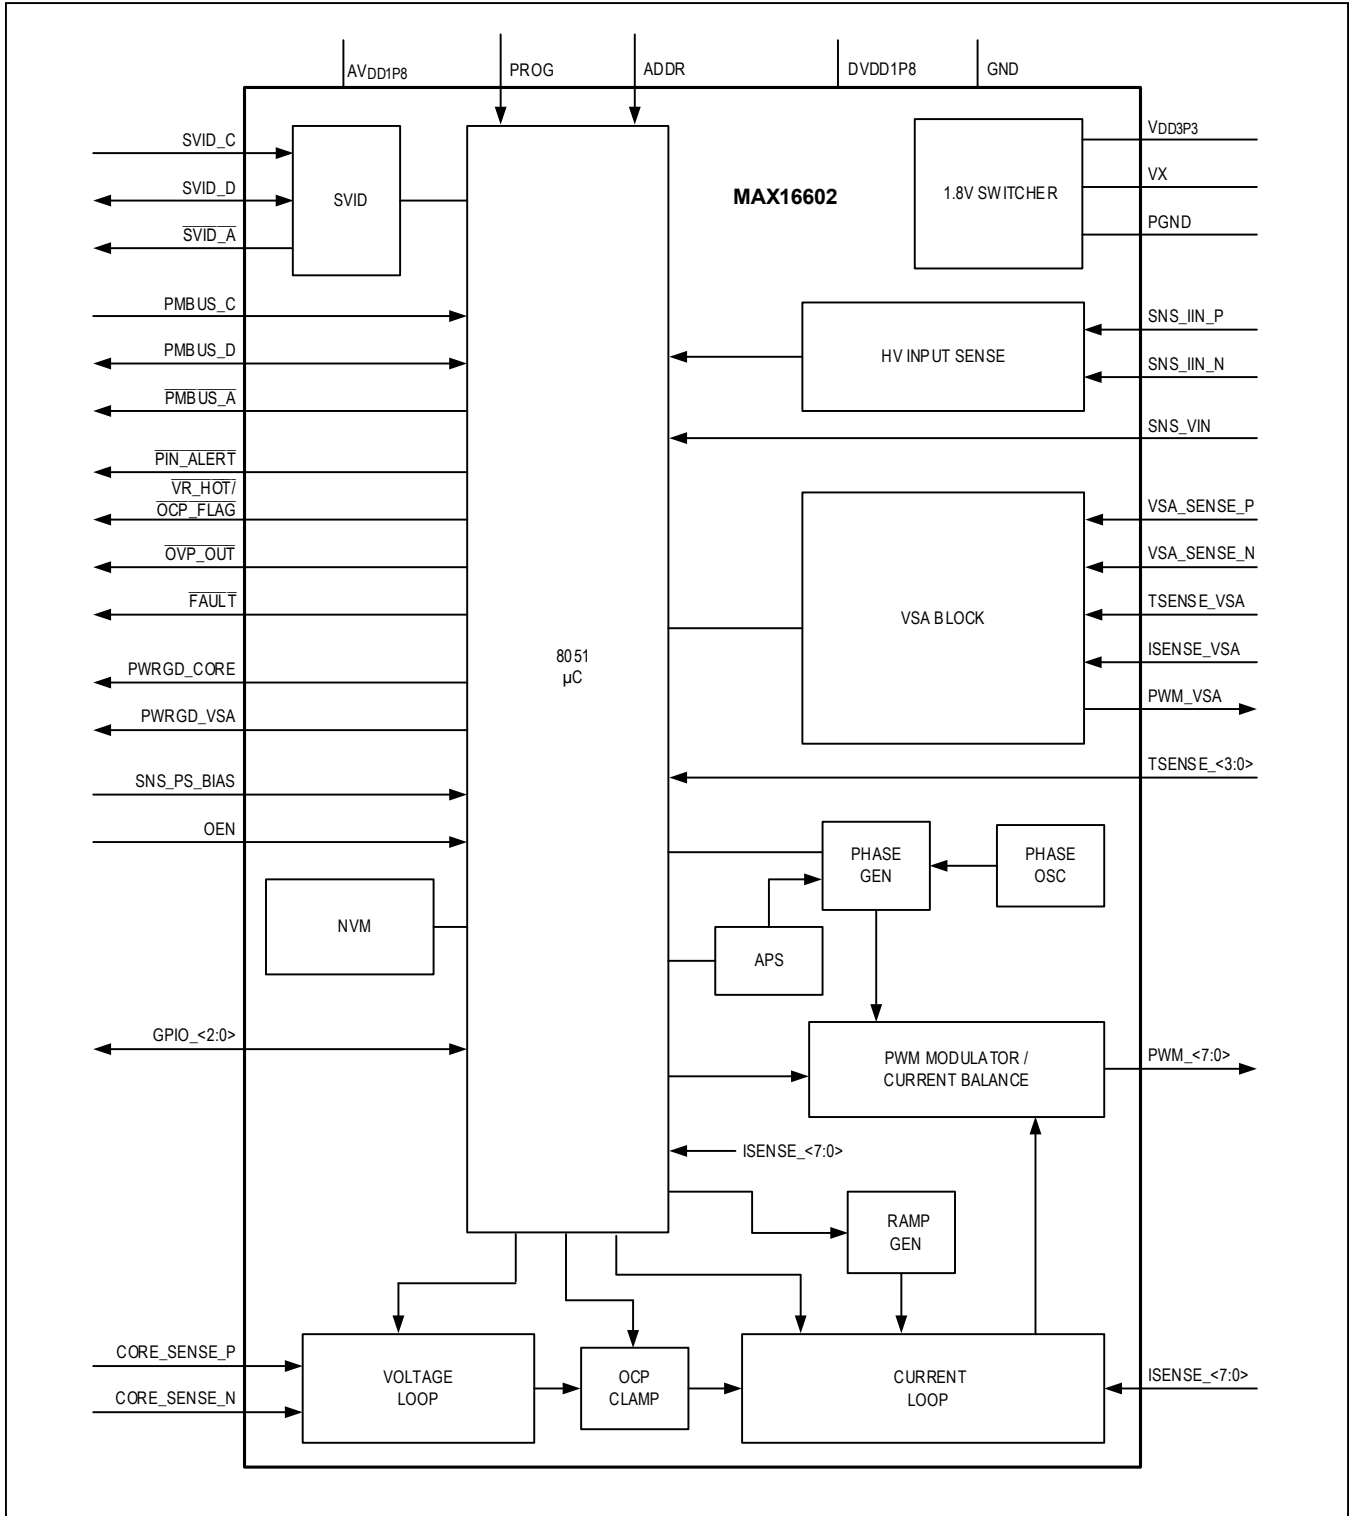 AVDD1P8
PROG
ADDR
DVDD1P8
GND
SVID_C
SVID_D
SVID_A
SVID
MAX16602
1.8V SWITCHER
VDD3P3
VX
PGND
PMBUS_C
PMBUS_D
PMBUS_A
HV INPUT SENSE
SNS_IIN_P
SNS_IIN_N
SNS_VIN
PIN_ALERT
VR_HOT/
OCP_FLAG
OVP_OUT
FAULT
PWRGD_CORE
PWRGD_VSA
8051
µC
VSA BLOCK
VSA_SENSE_P
VSA_SENSE_N
TSENSE_VSA
ISENSE_VSA
PWM_VSA
TSENSE_<3:0>
SNS_PS_BIAS
OEN
PHASE
GEN
PHASE
OSC
NVM
APS
GPIO_<2:0>
PWM MODULATOR /
CURRENT BALANCE
PWM_<7:0>
ISENSE_<7:0>
RAMP
GEN
CORE_SENSE_P
CORE_SENSE_N
VOLTAGE
LOOP
OCP
CLAMP
CURRENT
LOOP
ISENSE_<7:0>